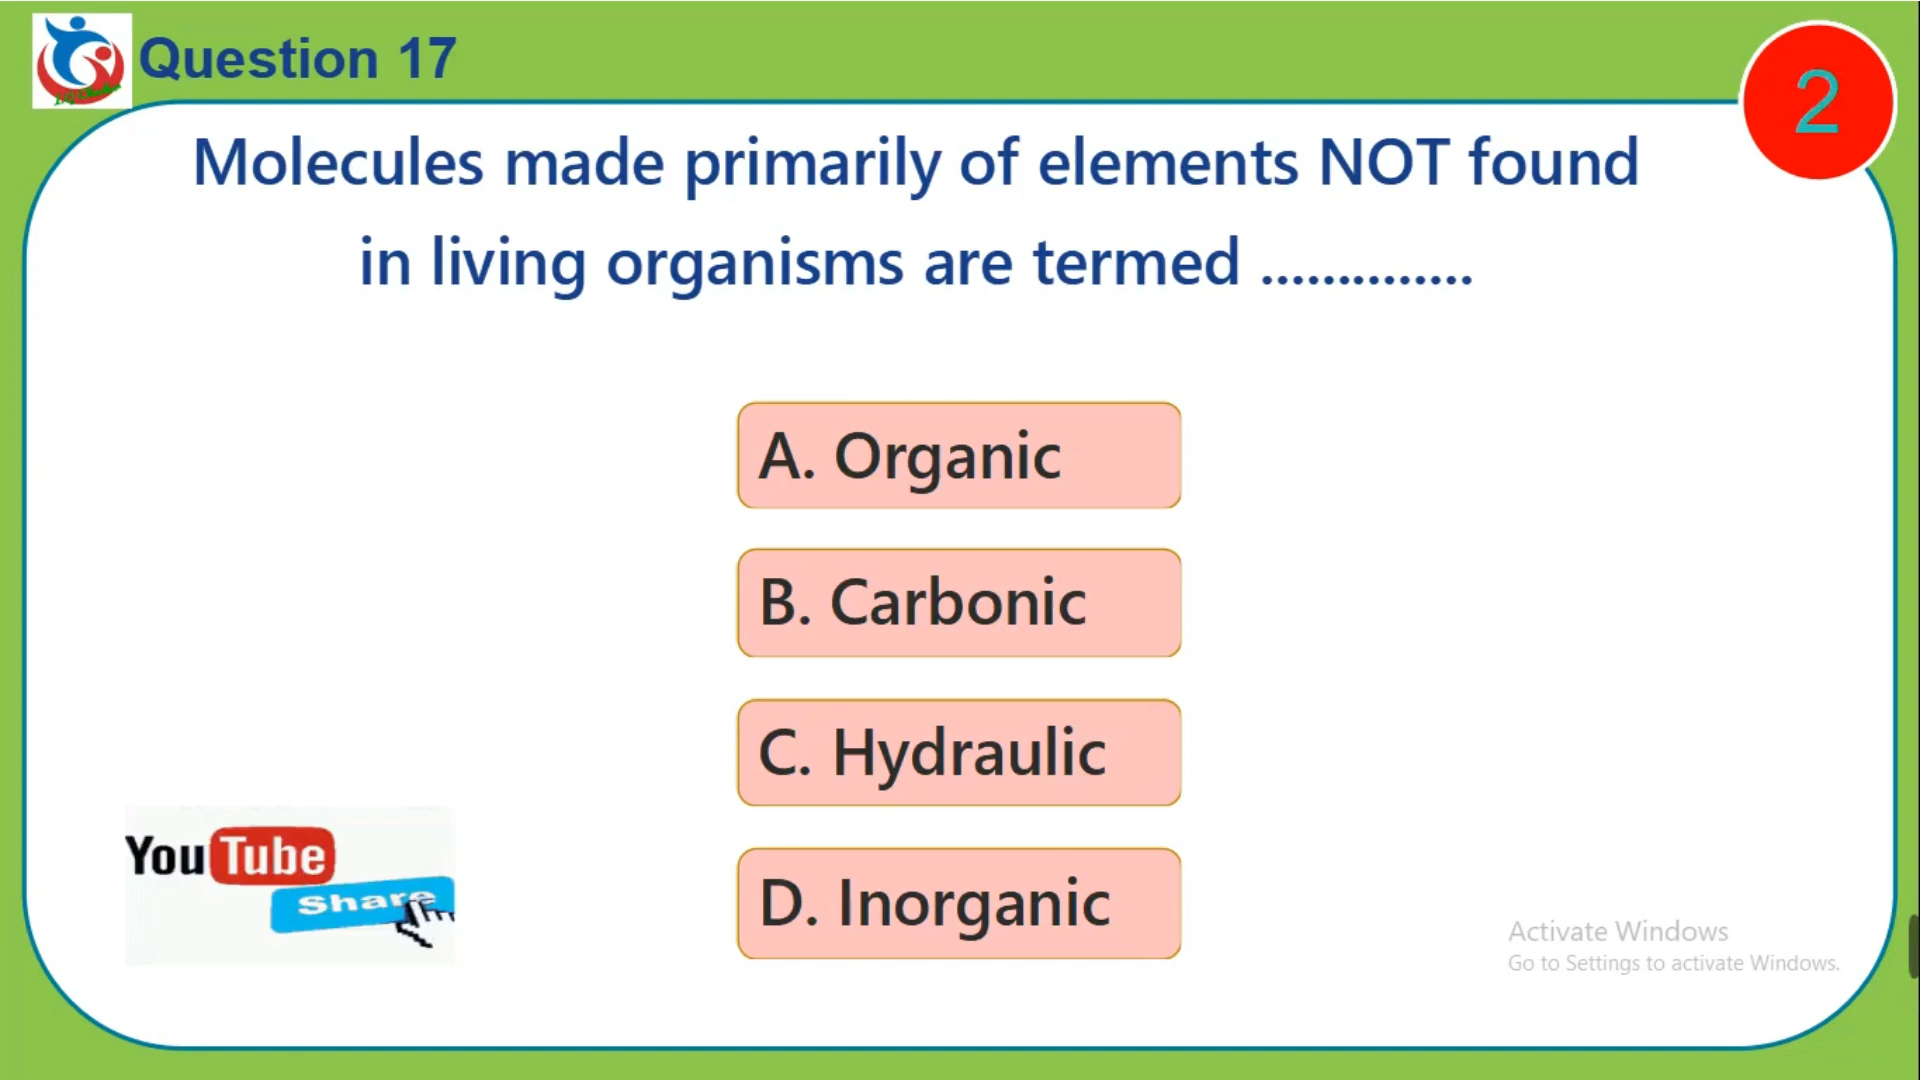 Question 17
2
Molecules made primarily of elements NOT found
in living organisms are termed ..............
A. Organic
B. Carbonic
C. Hydraulic
D. Inorganic
YouTube
Share
Activate Windows
Go to Settings to activate Windows.